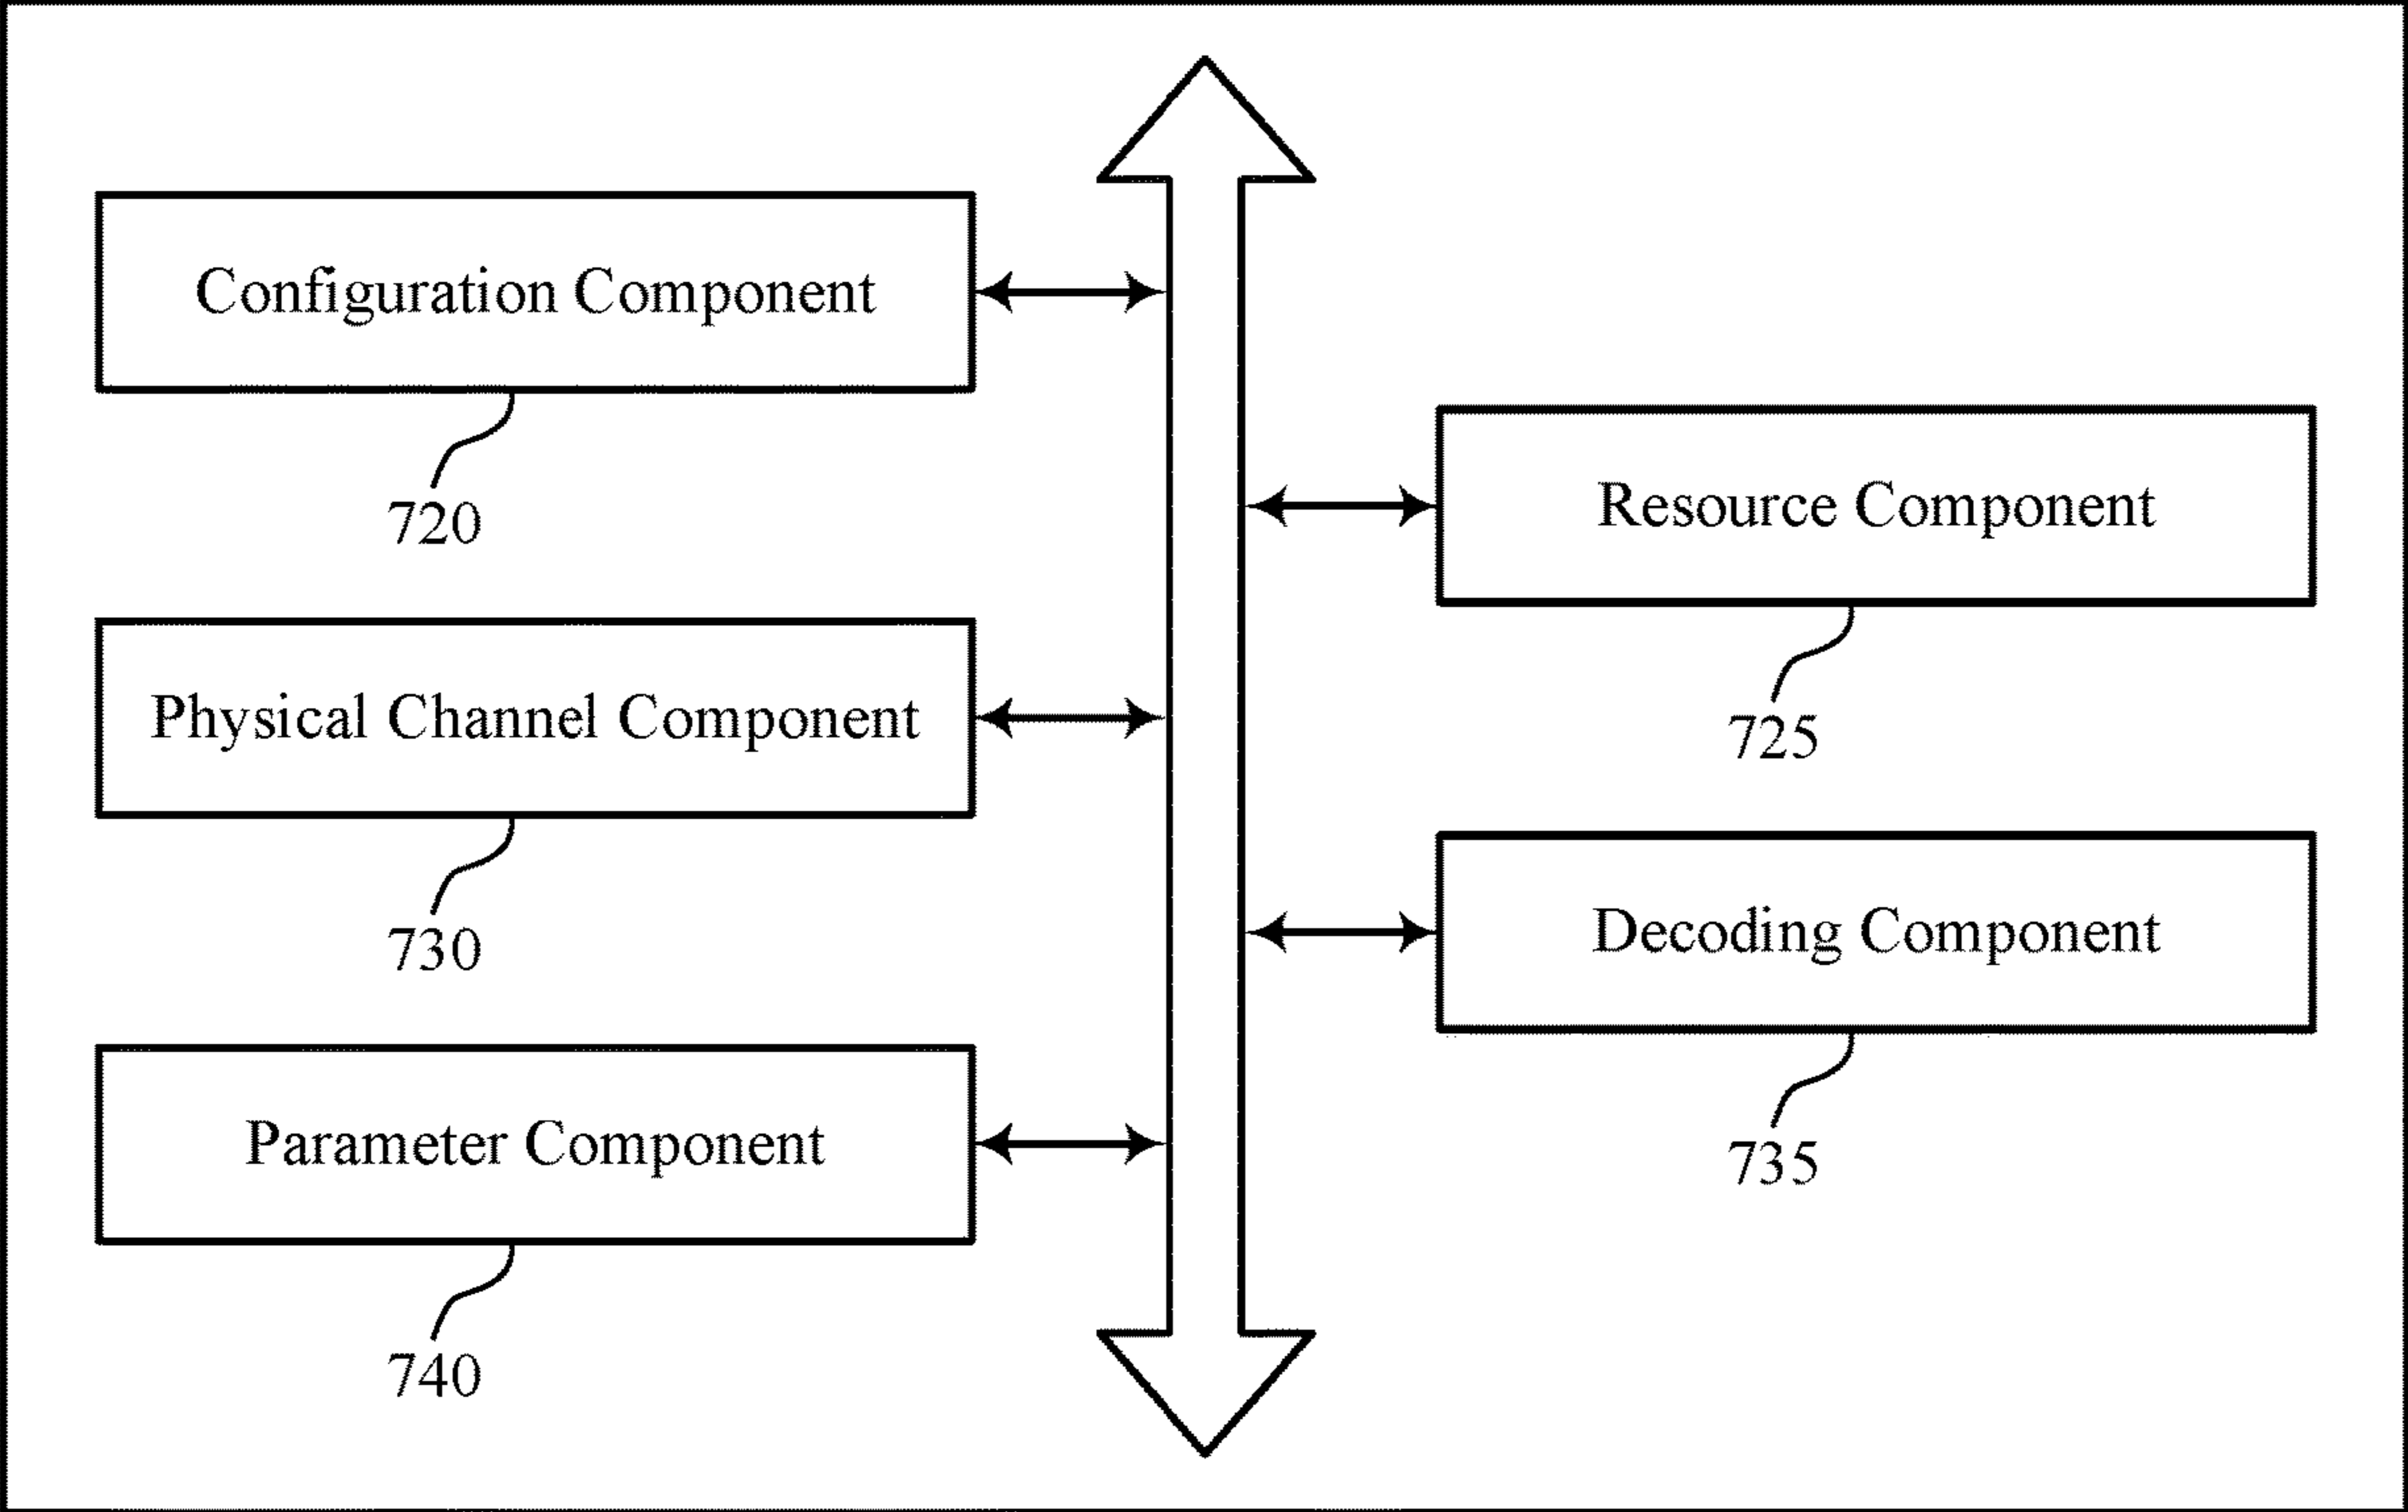 Configuration Component
720
Resource Component
725
Physical Channel Component
730
Decoding Component
735
Parameter Component
740